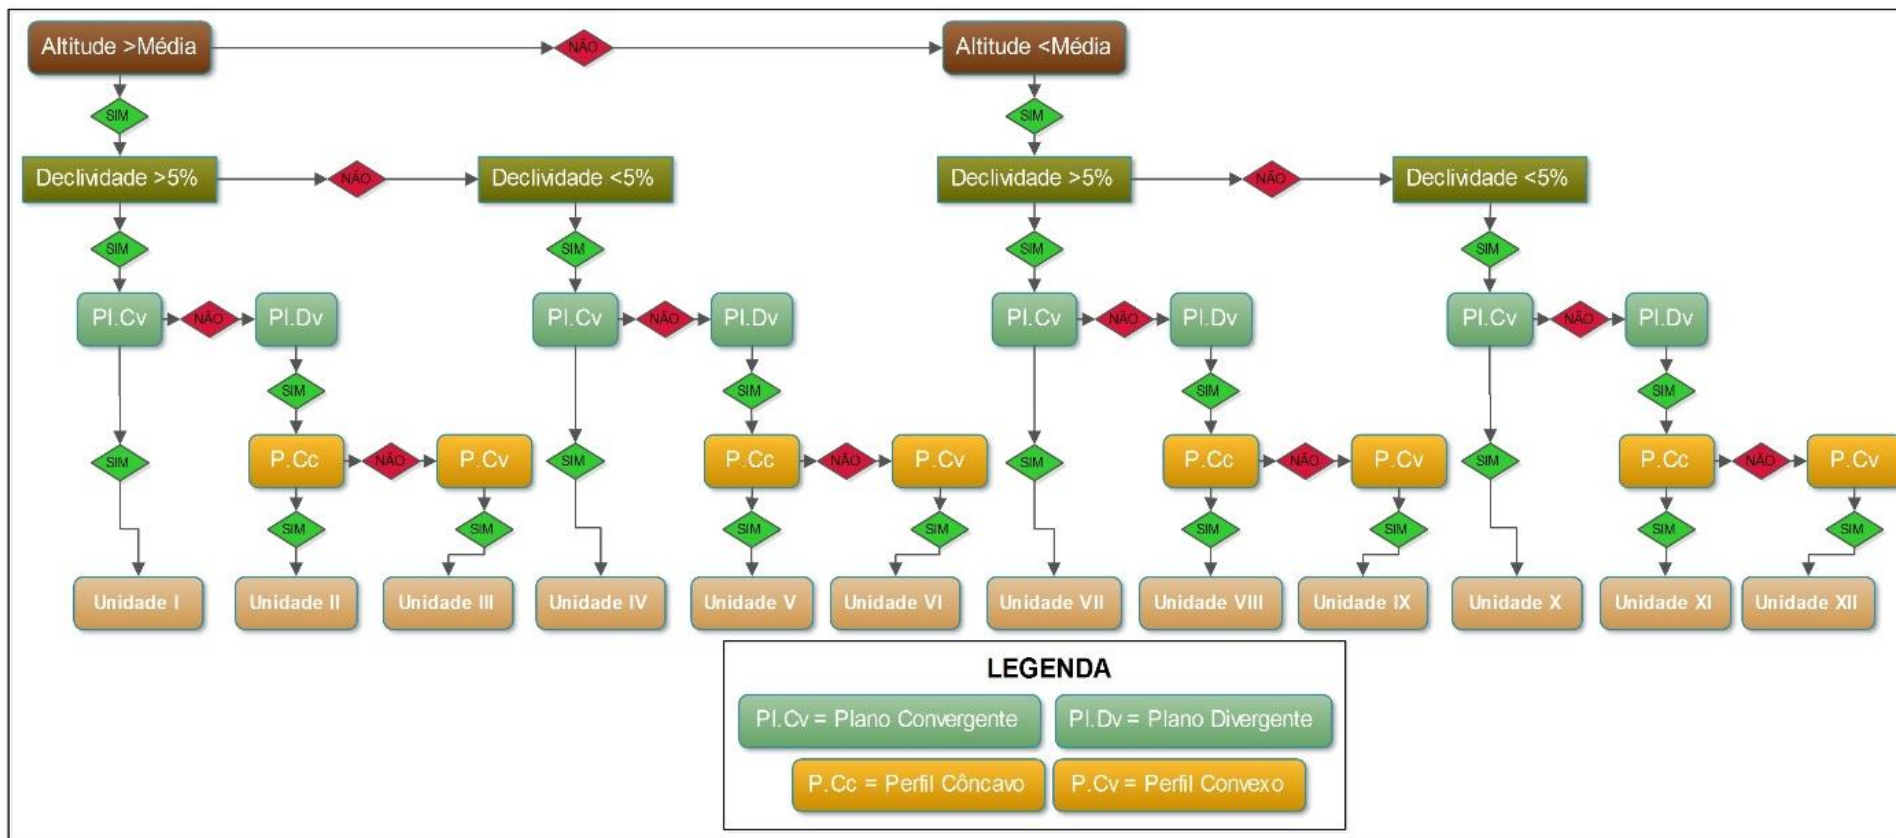 Altitude >Média
NÃO
Altitude <Média
SIM
SIM
Declividade >5%
NÃO
Declividade <5%
Declividade >5%
NÃO
Declividade <5%
SIM
SIM
SIM
SIM
Pl.Cv
NÃO
Pl.Dv
Pl.Cv
NÃO
Pl.Dv
Pl.Cv
NÃO
Pl.Dv
Pl.Cv
NÃO
Pl.Dv
SIM
SIM
SIM
SIM
SIM
P.Cc
NÃO
P.Cv
SIM
P.Cc
NÃO
P.Cv
SIM
P.Cc
NÃO
P.Cv
SIM
P.Cc
NÃO
P.Cv
SIM
SIM
SIM
SIM
SIM
SIM
SIM
SIM
Unidade I
Unidade II
Unidade III
Unidade IV
Unidade V
Unidade VI
Unidade VII
Unidade VIII
Unidade IX
Unidade X
Unidade XI
Unidade XII
LEGENDA
Pl.Cv = Plano Convergente
Pl.Dv = Plano Divergente
P.Cc = Perfil Côncavo
P.Cv = Perfil Convexo